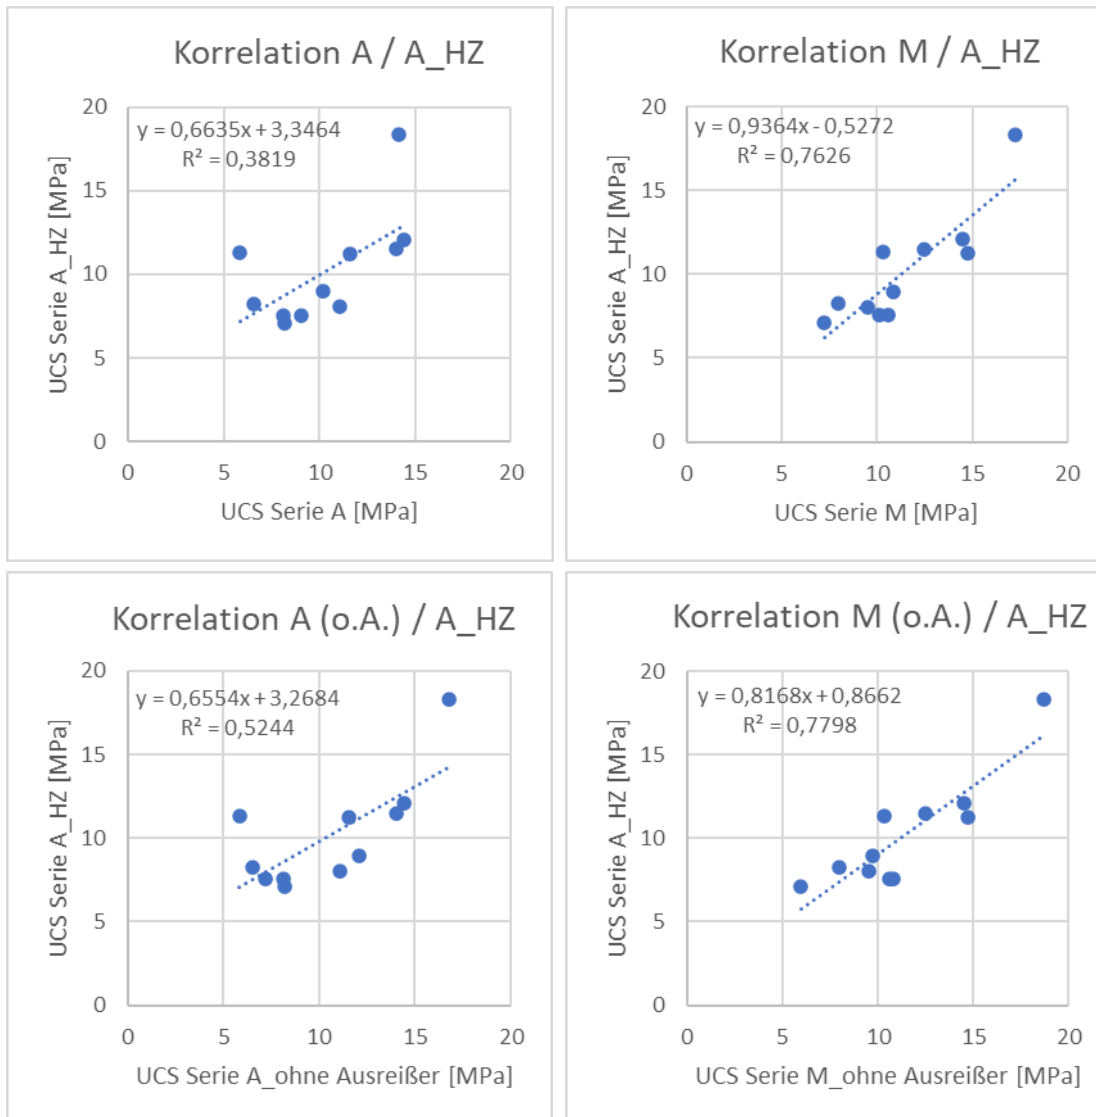 Korrelation A / A_HZ
y = 0,6635x + 3,3464
R² = 0,3819
UCS Serie A_HZ [MPa]
20
15
10
5
0
0 5 10 15 20
UCS Serie A [MPa]
Korrelation M / A_HZ
y = 0,9364x - 0,5272
R² = 0,7626
UCS Serie A_HZ [MPa]
20
15
10
5
0
0 5 10 15 20
UCS Serie M [MPa]
Korrelation A (o.A.) / A_HZ
y = 0,6554x + 3,2684
R² = 0,5244
UCS Serie A_HZ [MPa]
20
15
10
5
0
0 5 10 15 20
UCS Serie A_ohne Ausreißer [MPa]
Korrelation M (o.A.) / A_HZ
y = 0,8168x + 0,8662
R² = 0,7798
UCS Serie A_HZ [MPa]
20
15
10
5
0
0 5 10 15 20
UCS Serie M_ohne Ausreißer [MPa]